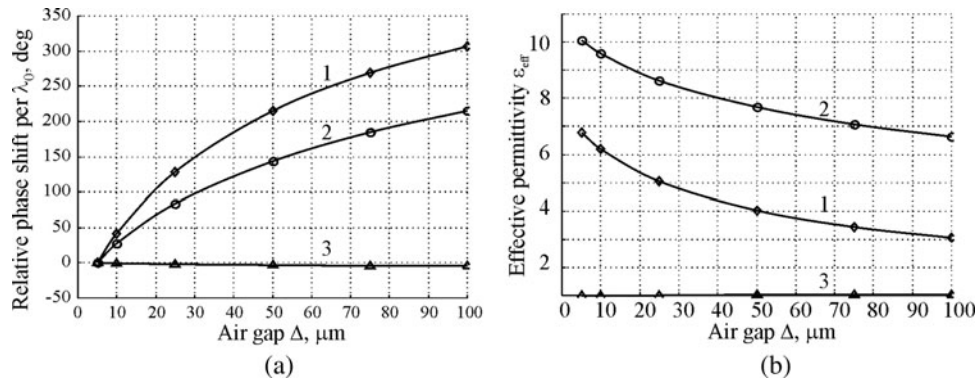 Relative phase shift per λ₀, deg
350
300
250
200
150
100
50
0
-50
1
2
3
0 10 20 30 40 50 60 70 80 90 100
Air gap Δ, μm
(a)
Effective permittivity ε_eff
10
8
6
4
2
2
1
3
0 10 20 30 40 50 60 70 80 90 100
Air gap Δ, μm
(b)